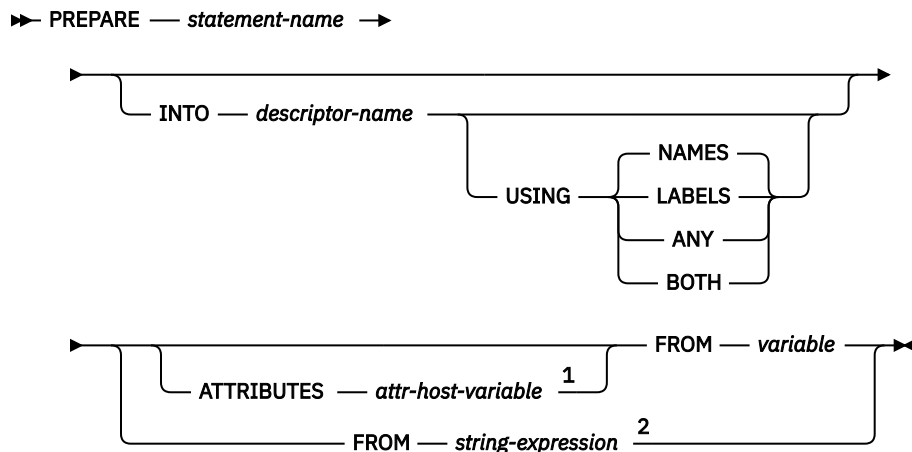 PREPARE statement-name
INTO descriptor-name
NAMES
USING LABELS
ANY
BOTH
FROM variable
ATTRIBUTES attr-host-variable 1
FROM string-expression 2